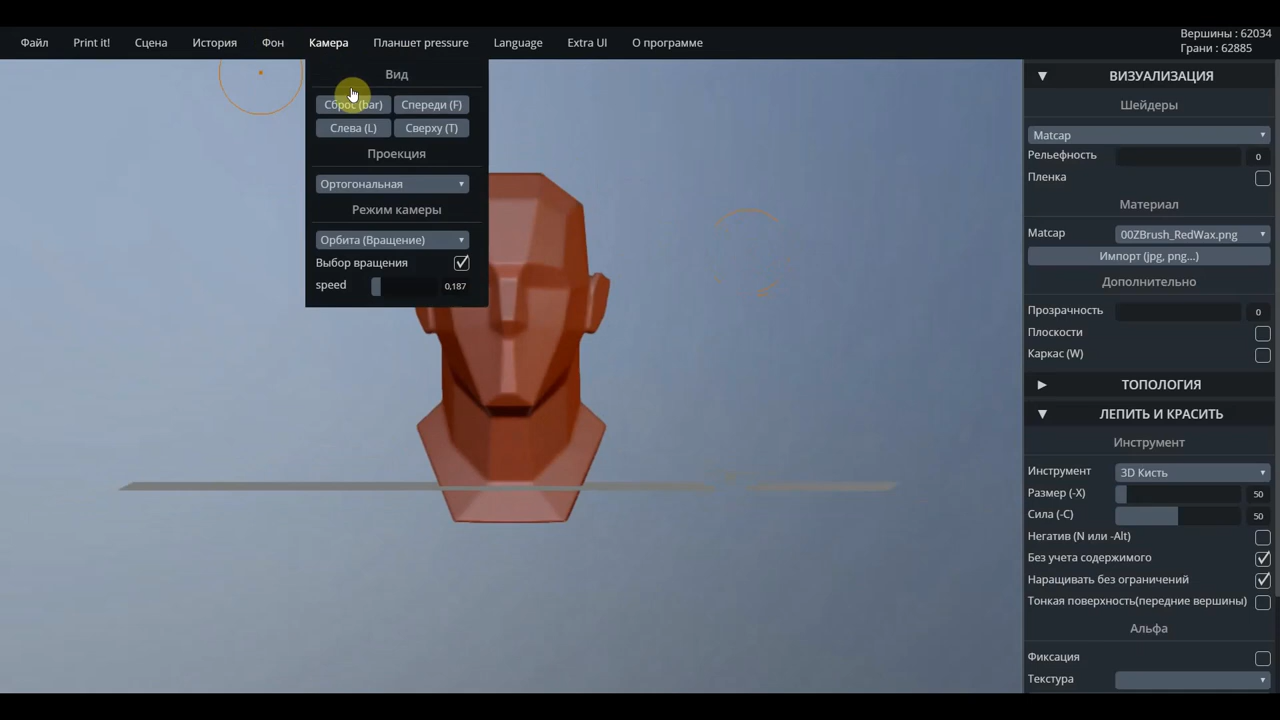 Файл Print it! Сцена История Фон Камера Планшет pressure Language Extra UI О программе
Вершины : 62034
Грани : 62885
Вид
Сброс (bar) Спереди (F)
Слева (L) Сверху (T)
Проекция
Ортогональная
Режим камеры
Орбита (Вращение)
Выбор вращения
speed 0,187
ВИЗУАЛИЗАЦИЯ
Шейдеры
Matcap
Рельефность 0
Пленка
Материал
Matcap 00ZBrush_RedWax.png
Импорт (jpg, png...)
Дополнительно
Прозрачность 0
Плоскости
Каркас (W)
ТОПОЛОГИЯ
ЛЕПИТЬ И КРАСИТЬ
Инструмент
Инструмент 3D Кисть
Размер (-X) 50
Сила (-C) 50
Негатив (N или -Alt)
Без учета содержимого
Наращивать без ограничений
Тонкая поверхность(передние вершины)
Альфа
Фиксация
Текстура